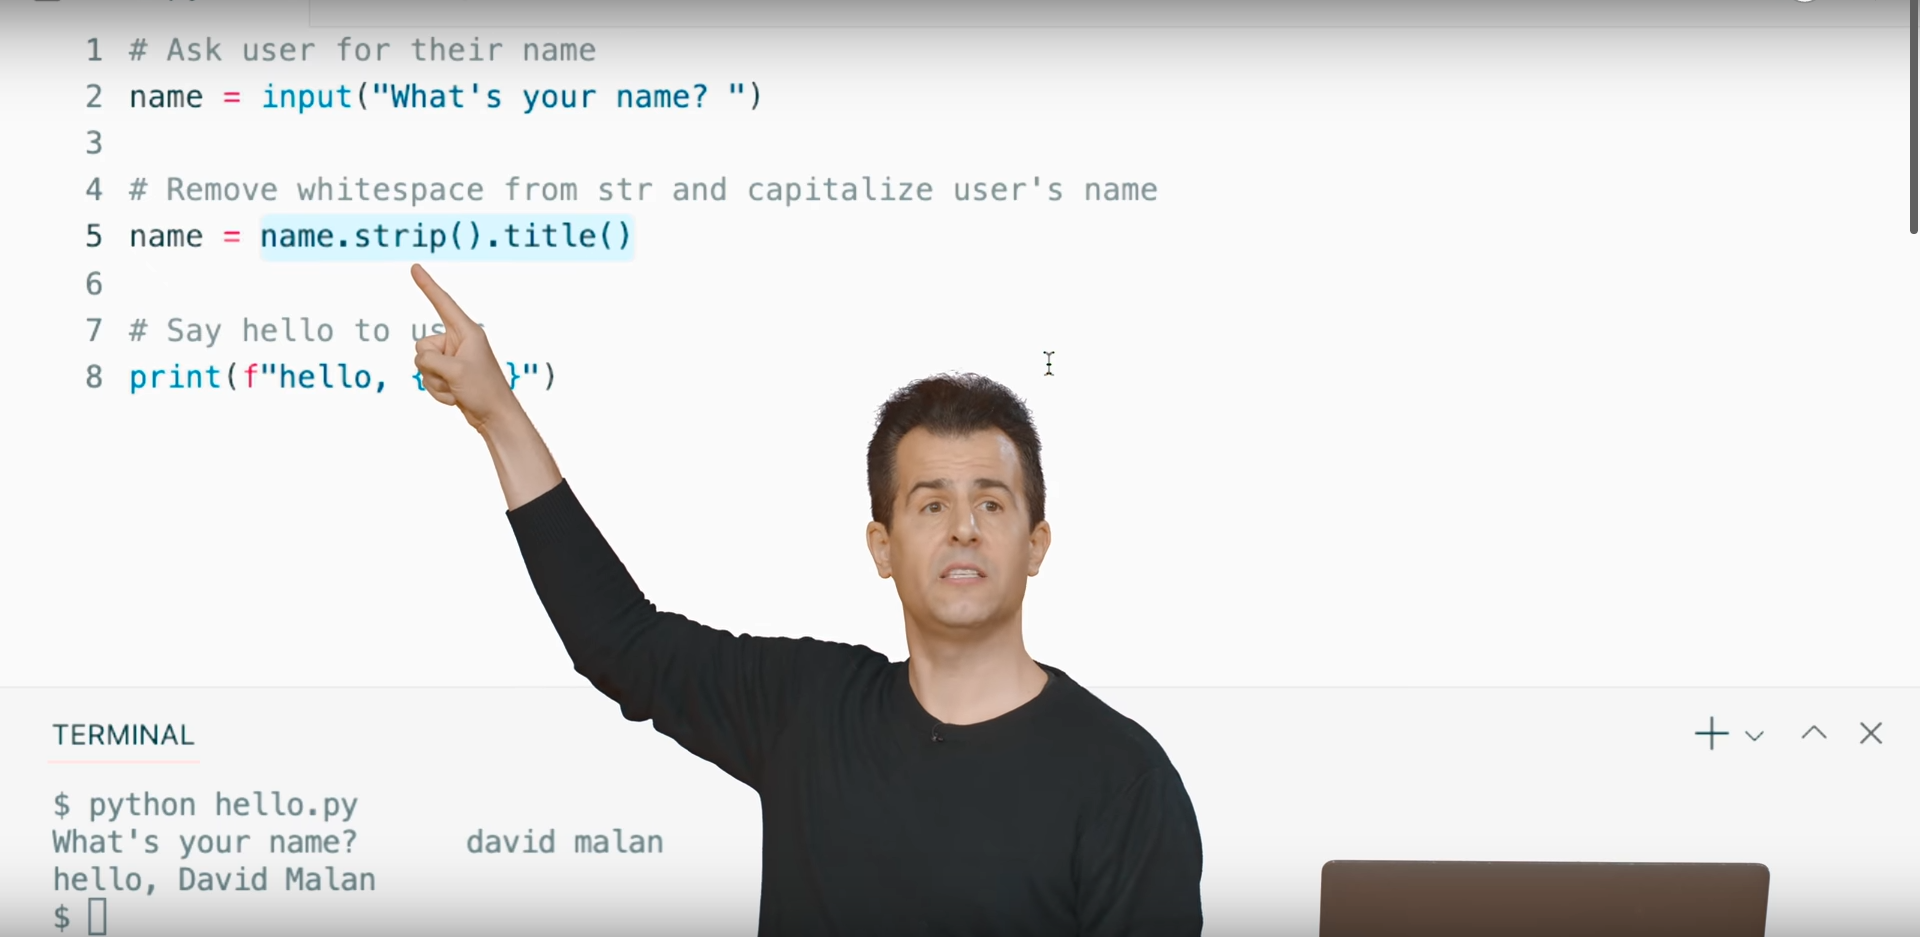 1 # Ask user for their name
2 name = input("What's your name? ")
3
4 # Remove whitespace from str and capitalize user's name
5 name = name.strip().title()
6
7 # Say hello to us
8 print(f"hello, { }")
TERMINAL
$ python hello.py
What's your name?      david malan
hello, David Malan
$